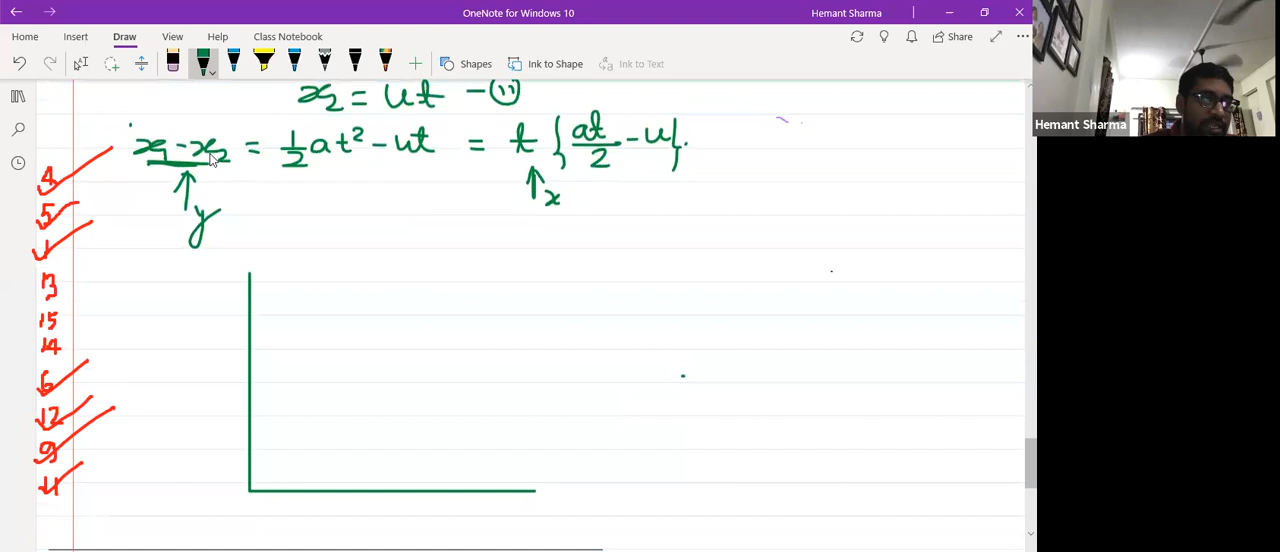 OneNote for Windows 10
Hemant Sharma
Home Insert Draw View Help Class Notebook
Share
Shapes Ink to Shape Ink to Text
x₂ = ut - (11)
x₁ - x₂ = 1/2 at² - ut = t { at/2 - u }.
x
y
4
5
1
3
15
14
6
12
9
Hemant Sharma